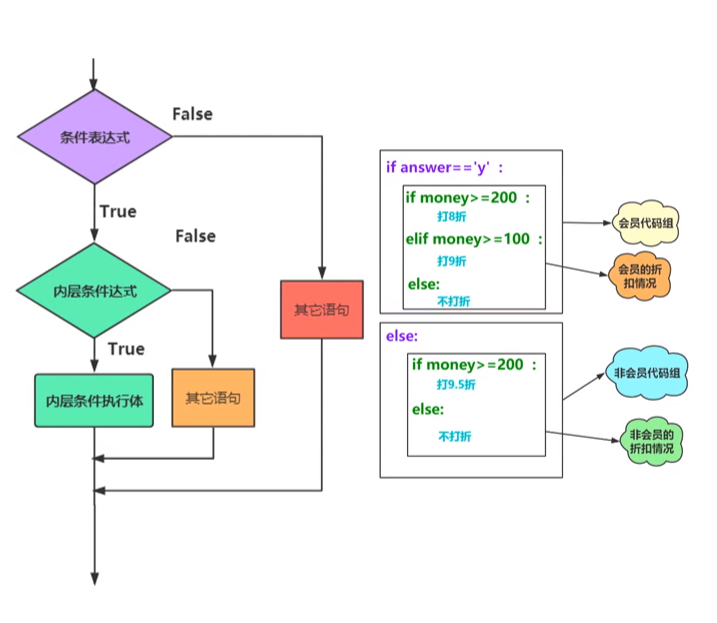 条件表达式
False
True
内层条件达式
False
True
内层条件执行体
其它语句
其它语句
if answer=='y' :
if money>=200 :
打8折
elif money>=100 :
打9折
else:
不打折
会员代码组
会员的折
扣情况
else:
if money>=200 :
打9.5折
else:
不打折
非会员代码组
非会员的
折扣情况